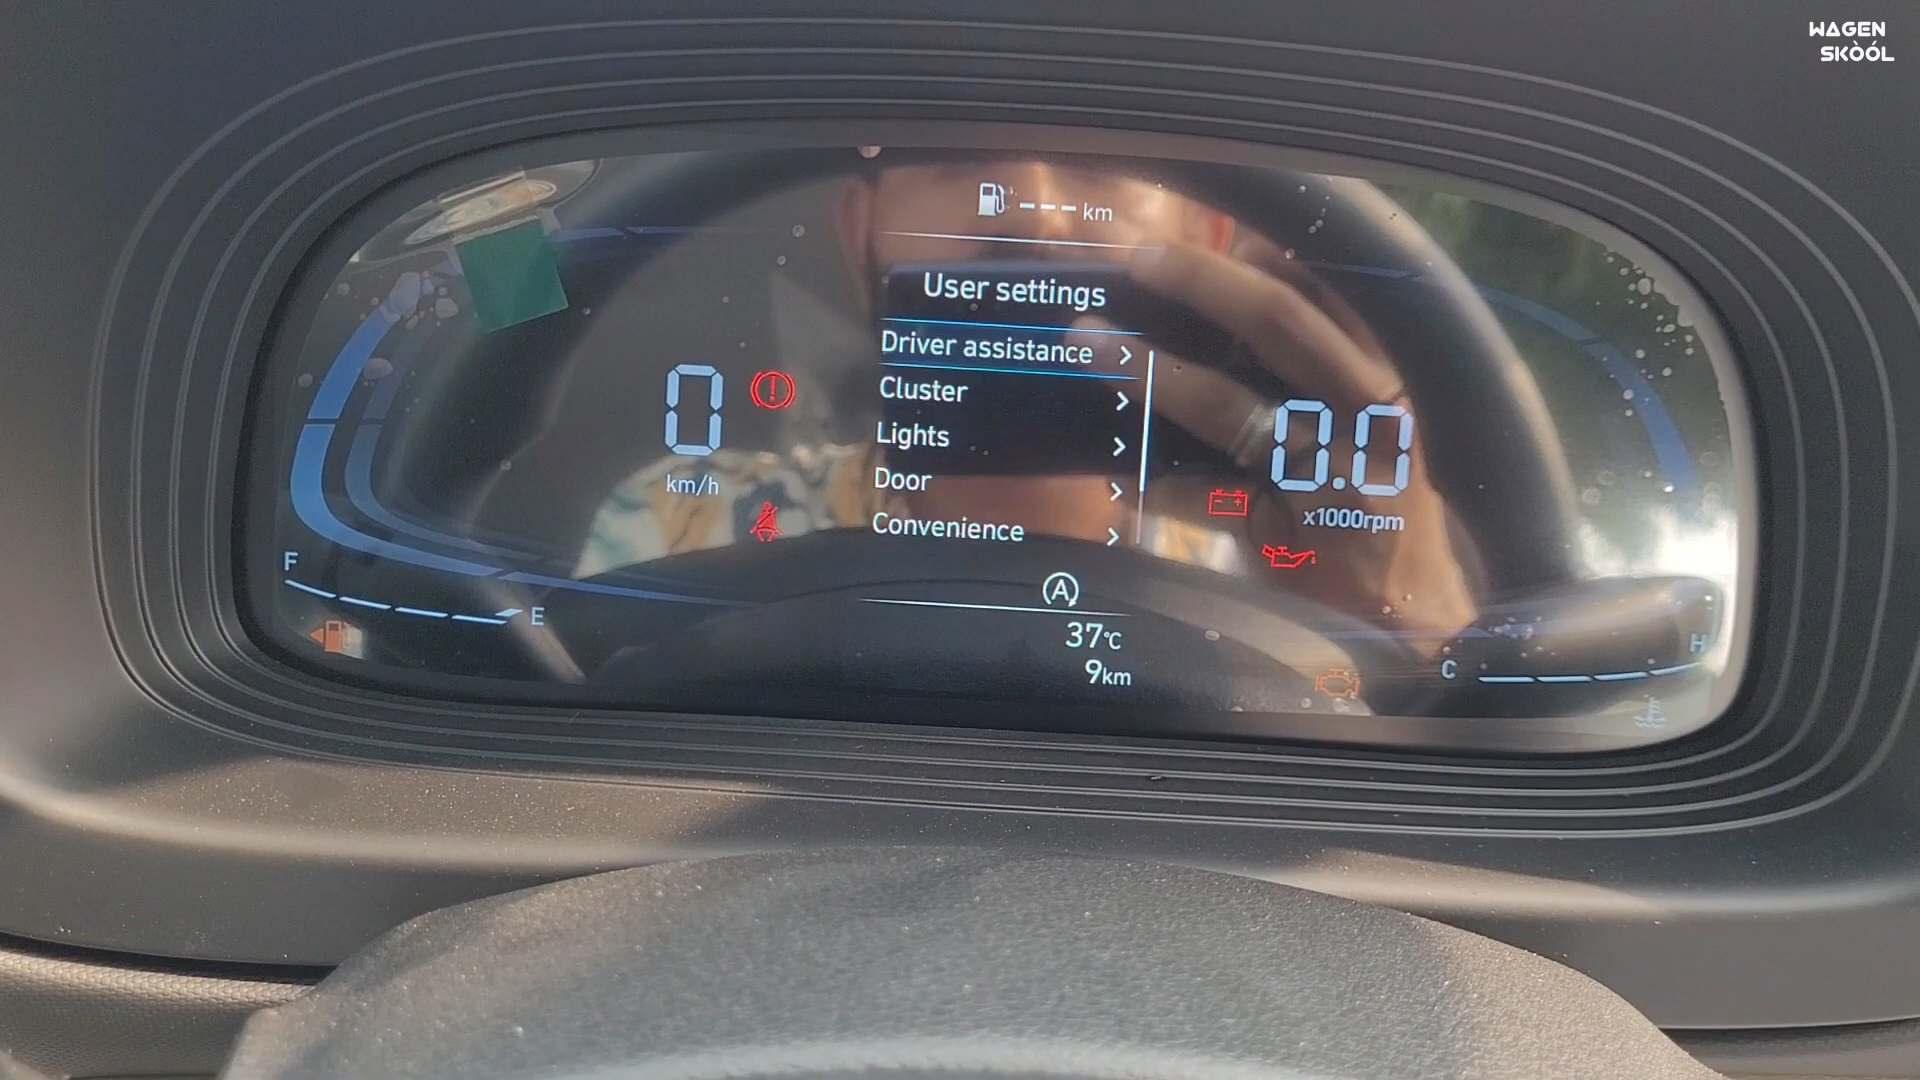 WAGEN
SKÒÓL
--- km
User settings
Driver assistance
Cluster
Lights
Door
Convenience
0
km/h
0.0
x1000rpm
F
E
A
37°C
9km
C
H